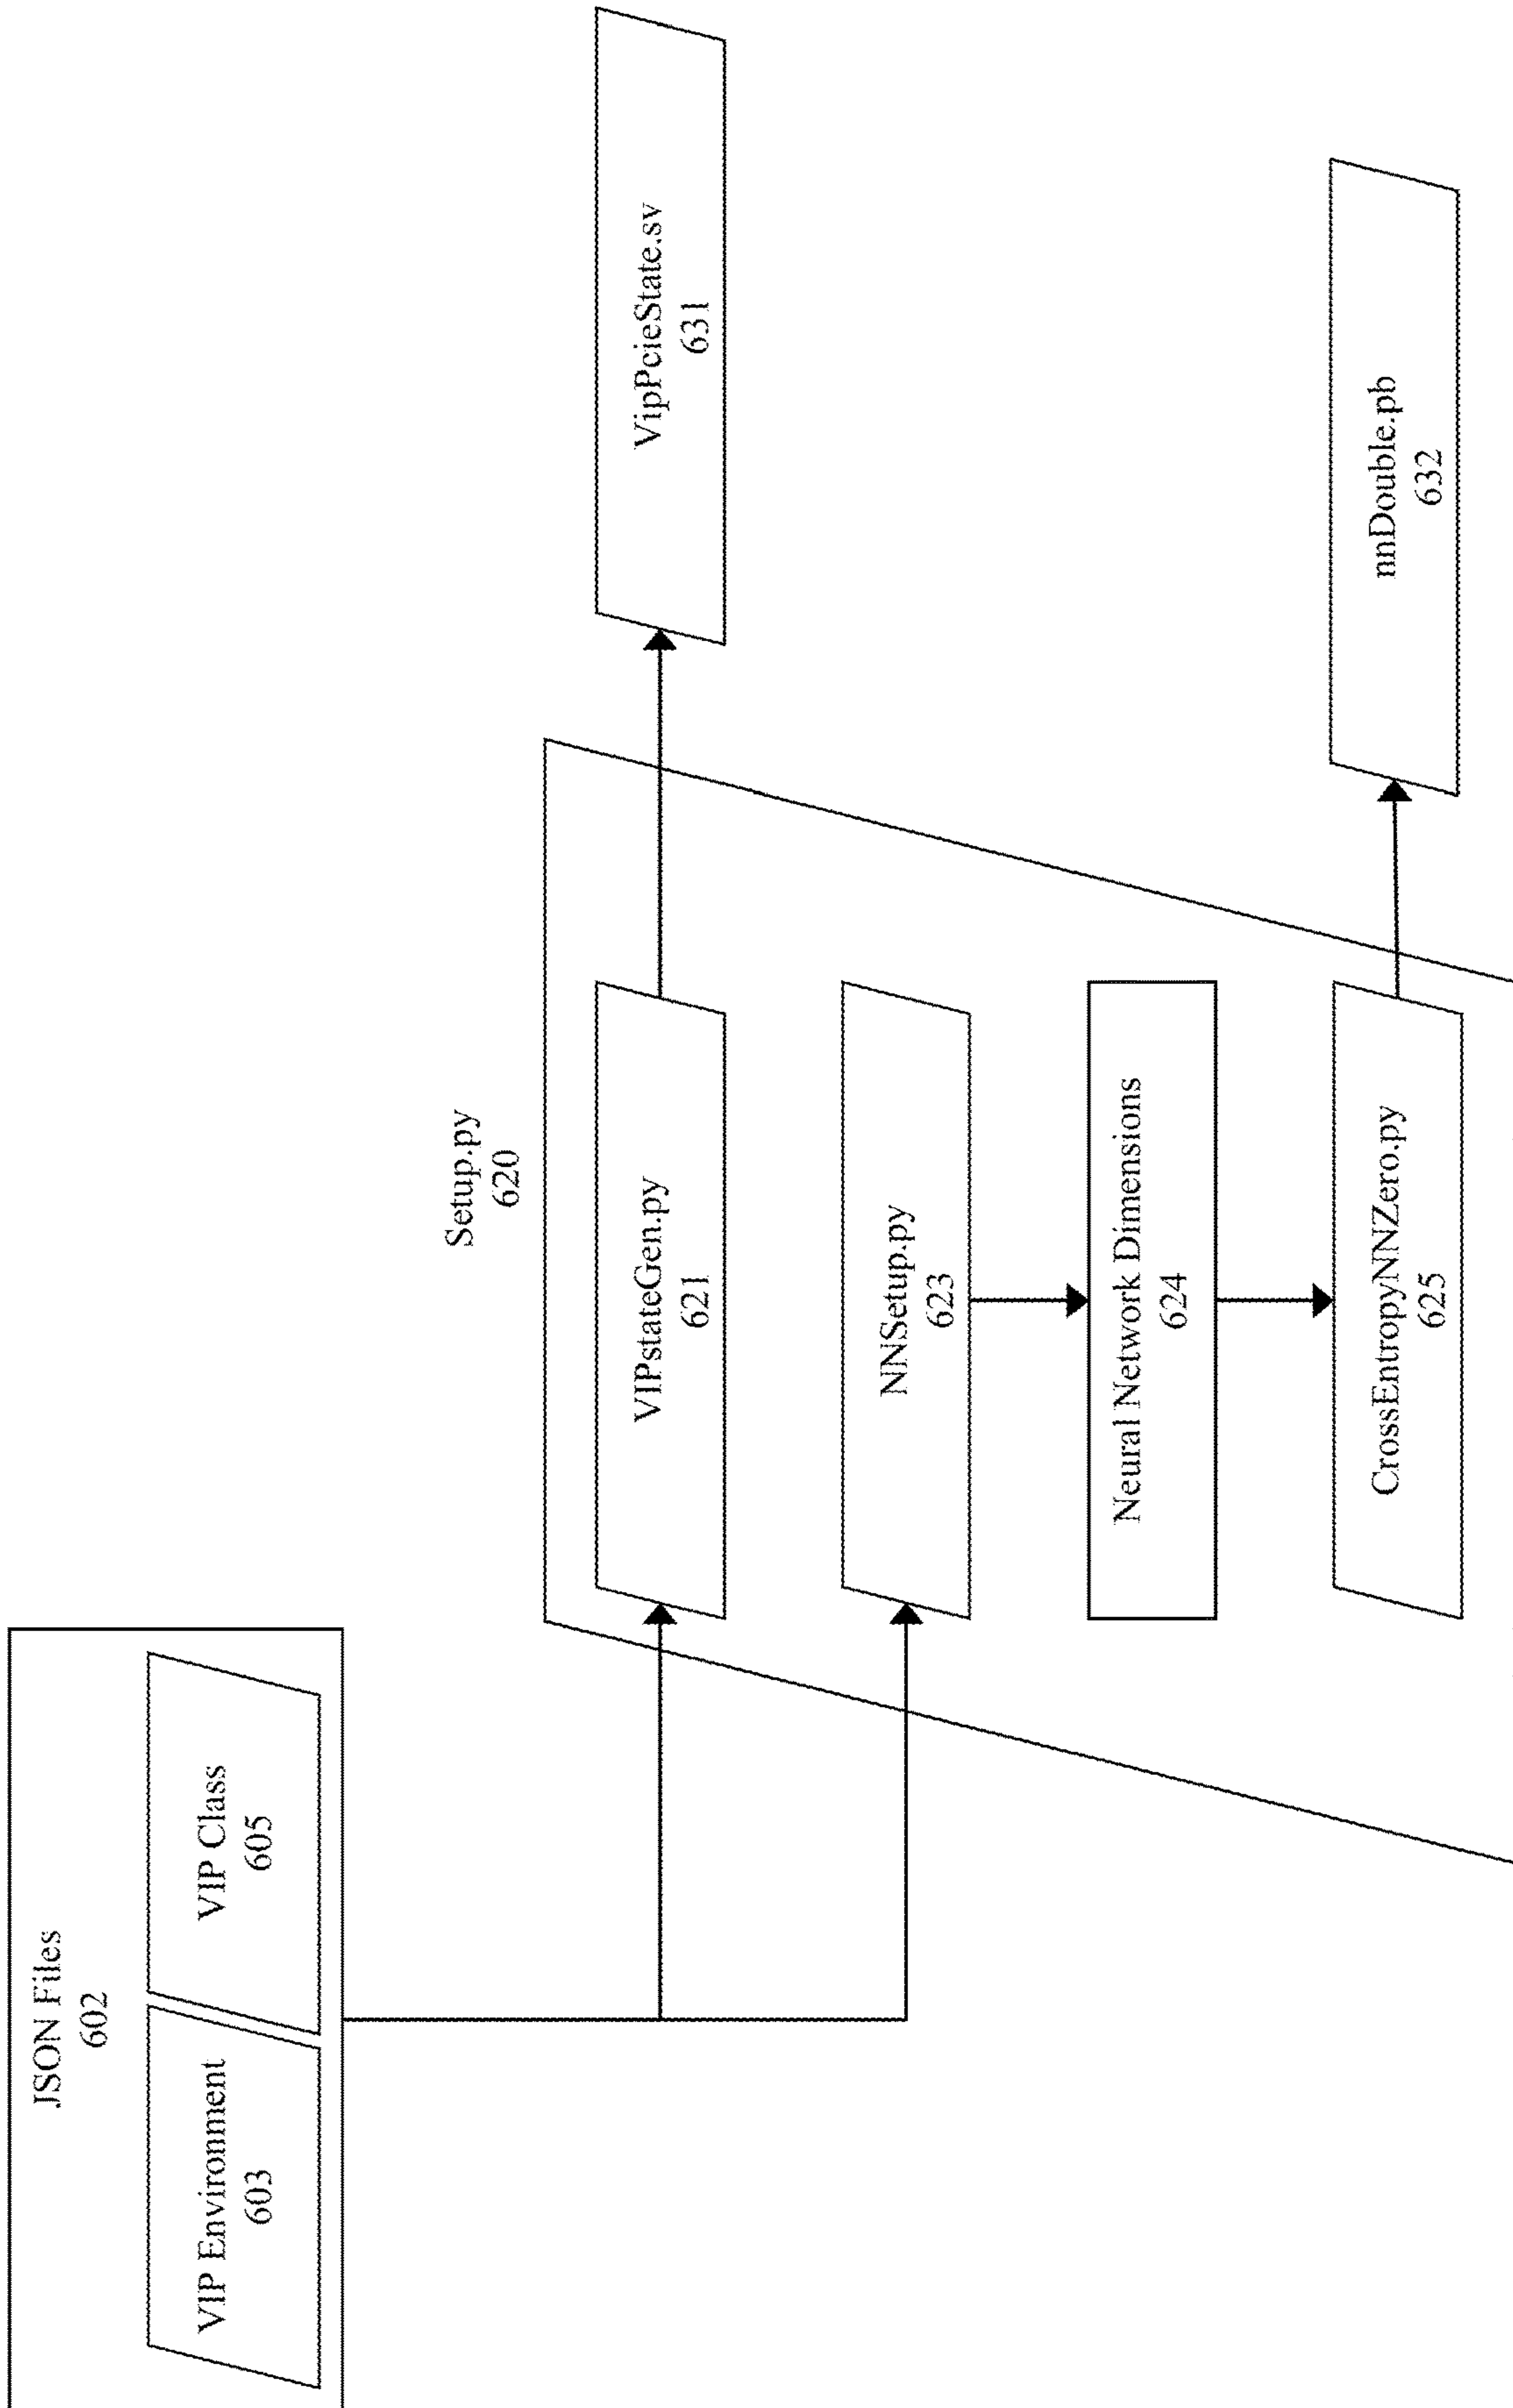 JSON Files
602
VIP Environment
603
VIP Class
605
Setup.py
620
VIPstateGen.py
621
NNSetup.py
623
Neural Network Dimensions
624
CrossEntropyNNZero.py
625
VipPcieState.sv
631
nnDouble.pb
632